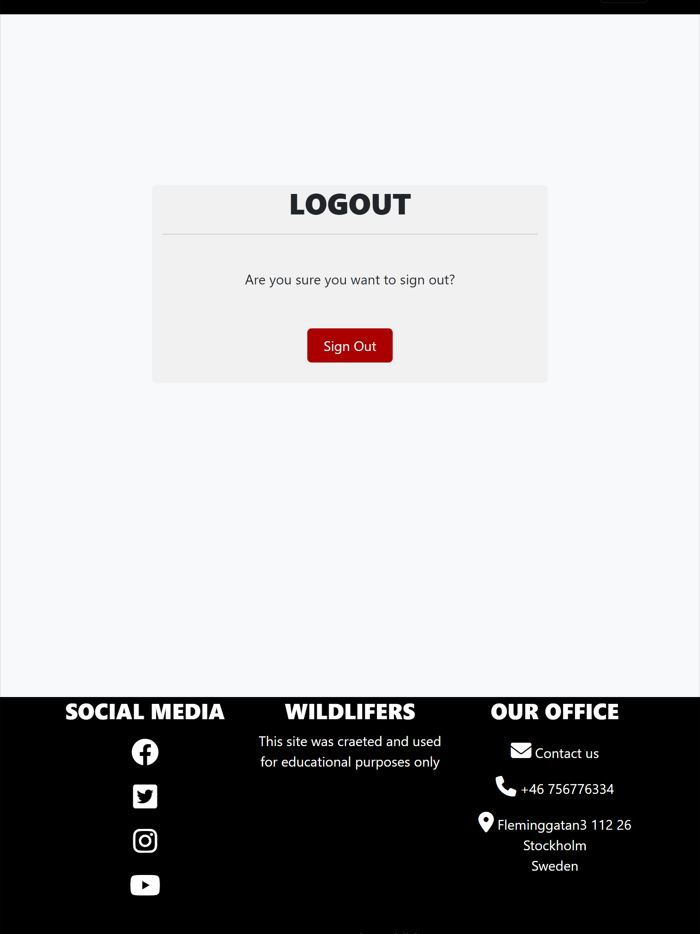 LOGOUT
Are you sure you want to sign out?
Sign Out
SOCIAL MEDIA
WILDLIFERS
This site was craeted and used
for educational purposes only
OUR OFFICE
Contact us
+46 756776334
Fleminggatan3 112 26
Stockholm
Sweden